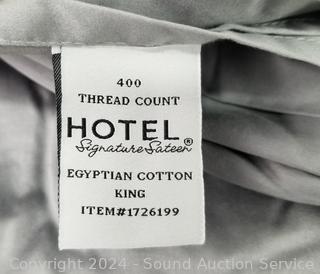 400
THREAD COUNT
HOTEL®
Signature Sateen
EGYPTIAN COTTON
KING
ITEM#1726199
Copyright 2024 - Sound Auction Service